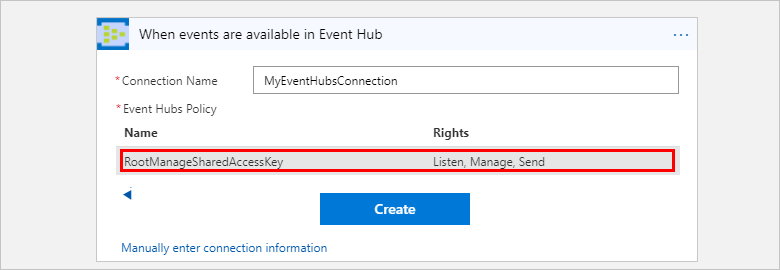 When events are available in Event Hub
* Connection Name
MyEventHubsConnection
* Event Hubs Policy
Name Rights
RootManageSharedAccessKey Listen, Manage, Send
Create
Manually enter connection information